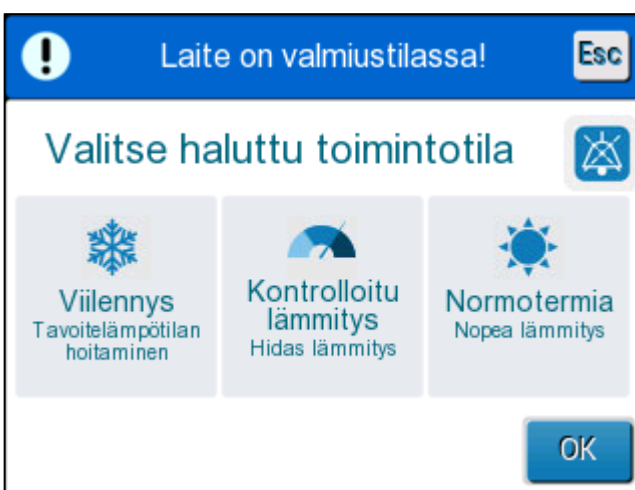 !
Laite on valmiustilassa!
Esc
Valitse haluttu toimintotila
Viilennys
Tavoitelämpötilan
hoitaminen
Kontrolloitu
lämmitys
Hidas lämmitys
Normotermia
Nopea lämmitys
OK